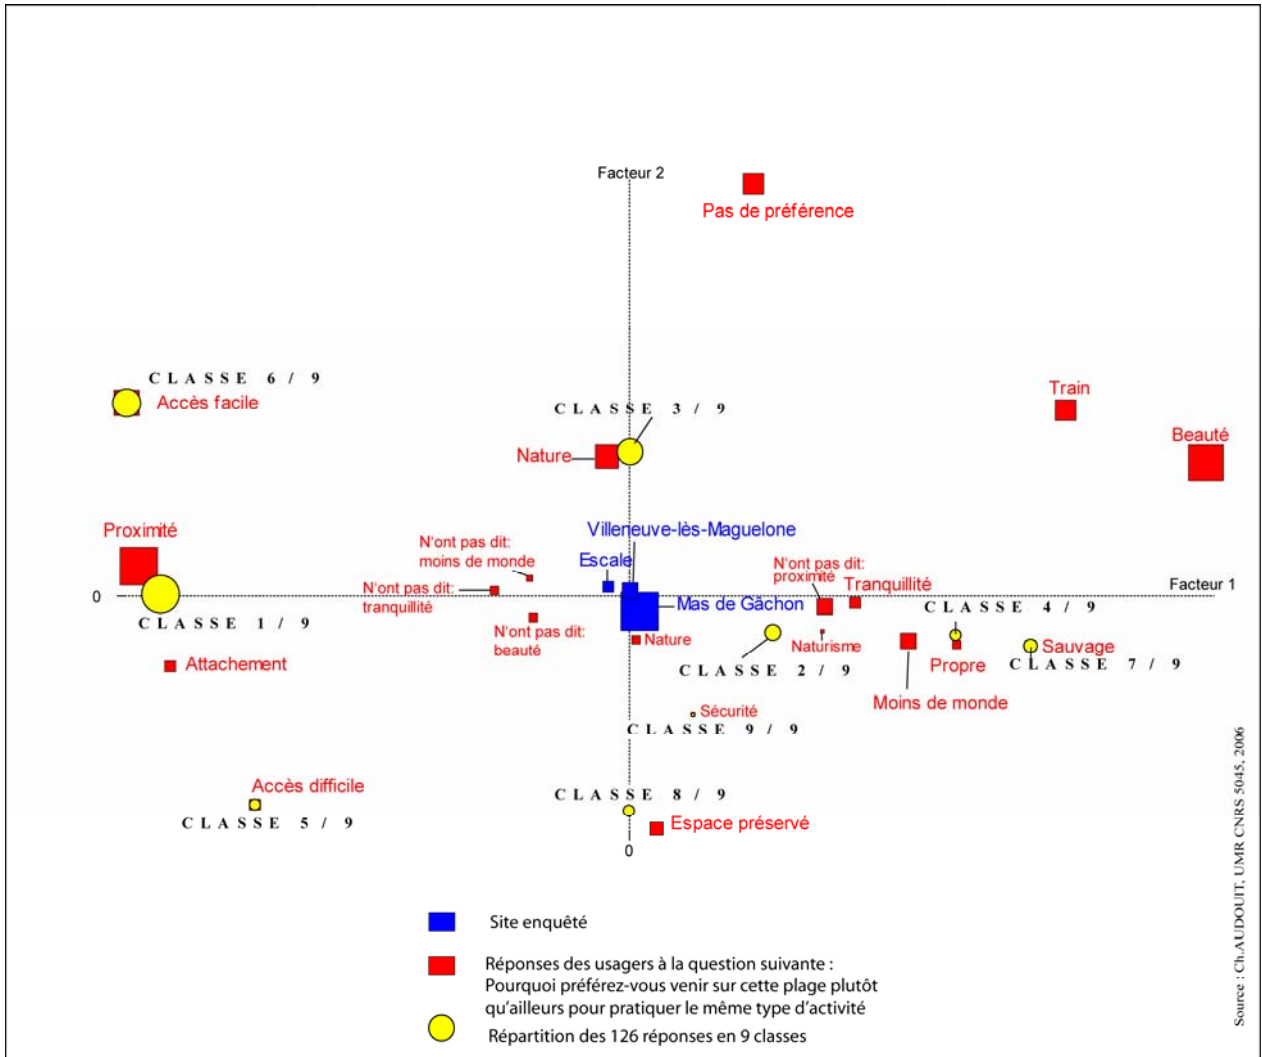 Facteur 2
Pas de préférence
CLASSE 6 / 9
Accès facile
CLASSE 3 / 9
Train
Beauté
Nature
Proximité
Villeneuve-lès-Maguelone
N'ont pas dit:
moins de monde
Escale
N'ont pas dit:
proximité
Tranquillité
Facteur 1
N'ont pas dit:
tranquillité
0
Mas de Gâchon
CLASSE 4 / 9
CLASSE 1 / 9
N'ont pas dit:
beauté
Nature
Naturisme
Propre
Sauvage
Attachement
CLASSE 2 / 9
CLASSE 7 / 9
Moins de monde
Sécurité
CLASSE 9 / 9
Accès difficile
CLASSE 8 / 9
CLASSE 5 / 9
Espace préservé
0
Site enquêté
Réponses des usagers à la question suivante :
Pourquoi préférez-vous venir sur cette plage plutôt
qu'ailleurs pour pratiquer le même type d'activité
Répartition des 126 réponses en 9 classes
Source : Ch.AUDOUIT, UMR CNRS 5045, 2006